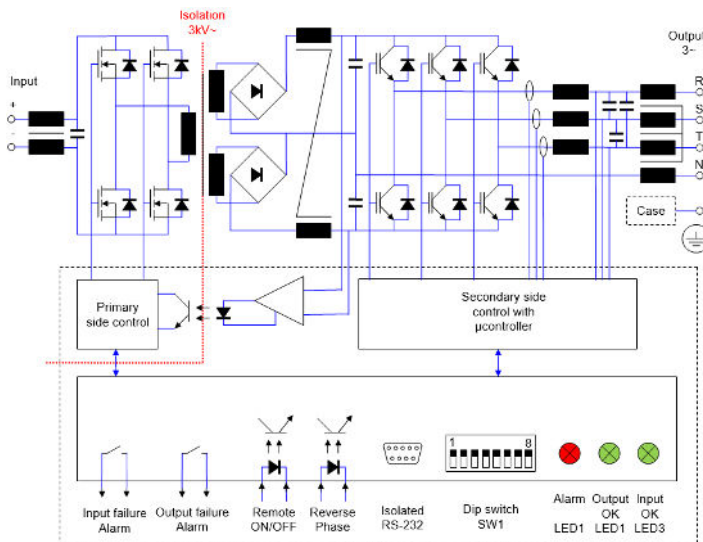 Isolation
3kV~
Output
3~
Input
+
-
R
S
T
N
Case
Primary
side control
Secondary side
control with
µcontroller
1
8
Input failure
Alarm
Output failure
Alarm
Remote
ON/OFF
Reverse
Phase
Isolated
RS-232
Dip switch
SW1
Alarm
LED1
Output
OK
LED1
Input
OK
LED3